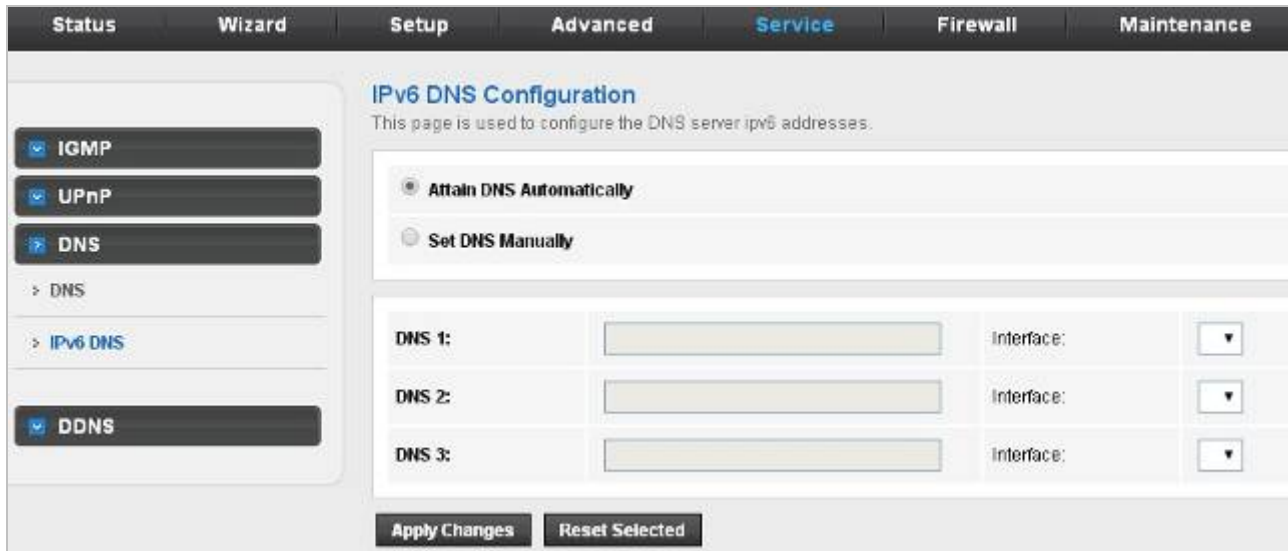 Status Wizard Setup Advanced Service Firewall Maintenance
IGMP
UPnP
DNS
> DNS
> IPv6 DNS
DDNS
IPv6 DNS Configuration
This page is used to configure the DNS server ipv6 addresses.
Attain DNS Automatically
Set DNS Manually
DNS 1: Interface:
DNS 2: Interface:
DNS 3: Interface:
Apply Changes Reset Selected